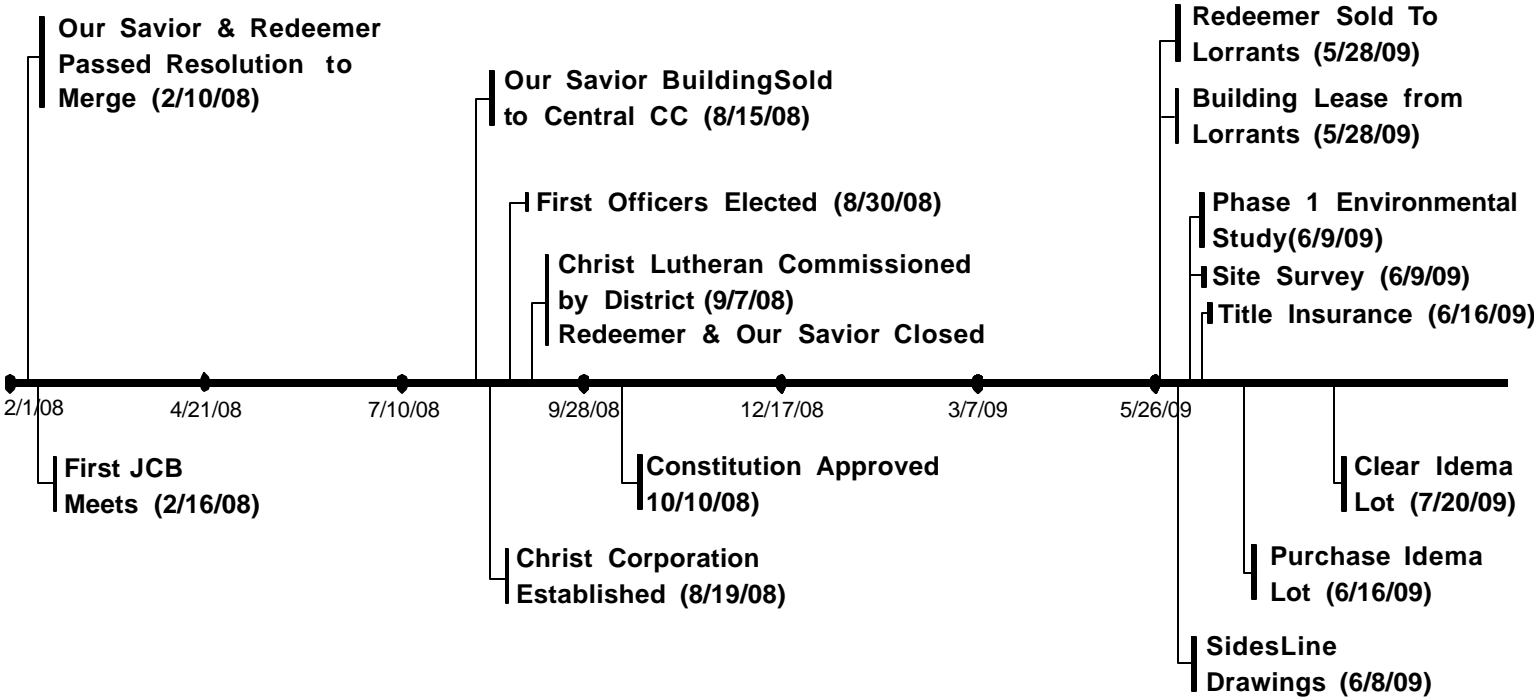 Our Savior & Redeemer
Passed Resolution to
Merge (2/10/08)
Our Savior BuildingSold
to Central CC (8/15/08)
First Officers Elected (8/30/08)
Christ Lutheran Commissioned
by District (9/7/08)
Redeemer & Our Savior Closed
Redeemer Sold To
Lorrants (5/28/09)
Building Lease from
Lorrants (5/28/09)
Phase 1 Environmental
Study(6/9/09)
Site Survey (6/9/09)
Title Insurance (6/16/09)
2/1/08 4/21/08 7/10/08 9/28/08 12/17/08 3/7/09 5/26/09
First JCB
Meets (2/16/08)
Constitution Approved
10/10/08)
Christ Corporation
Established (8/19/08)
Clear Idema
Lot (7/20/09)
Purchase Idema
Lot (6/16/09)
SidesLine
Drawings (6/8/09)